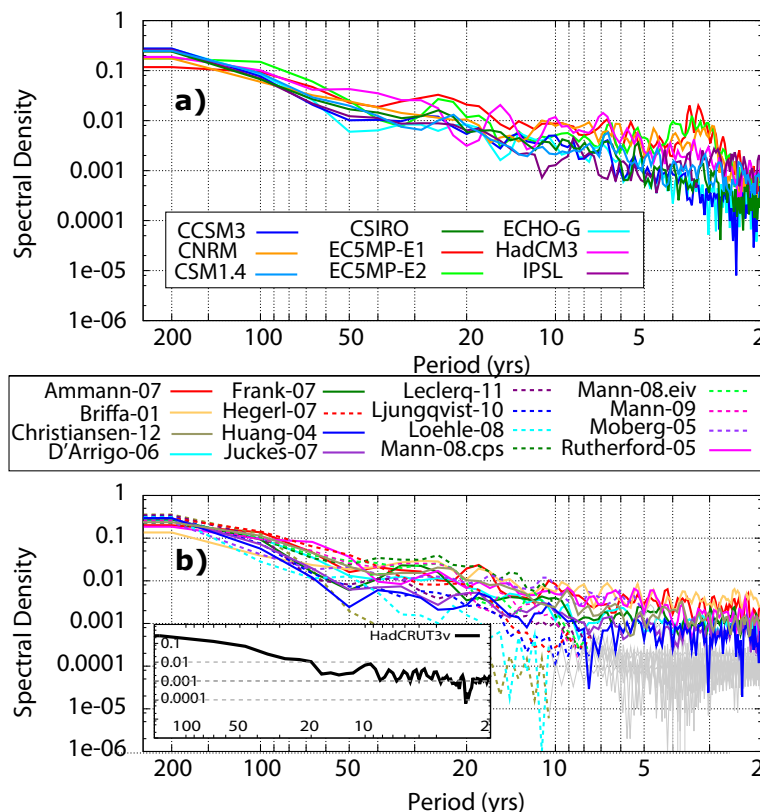 1
0.1
0.01
0.001
0.0001
1e-05
1e-06
Spectral Density
a)
CCSM3 CSIRO ECHO-G
CNRM EC5MP-E1 HadCM3
CSM1.4 EC5MP-E2 IPSL
200 100 50 20 10 5 2
Period (yrs)
Ammann-07 Frank-07 Leclerq-11 Mann-08.eiv
Briffa-01 Hegerl-07 Ljungqvist-10 Mann-09
Christiansen-12 Huang-04 Loehle-08 Moberg-05
D'Arrigo-06 Juckes-07 Mann-08.cps Rutherford-05
1
0.1
0.01
0.001
0.0001
1e-05
1e-06
Spectral Density
b)
HadCRUT3v
0.1
0.01
0.001
0.0001
100 50 20 10 2
200 100 50 20 10 5 2
Period (yrs)